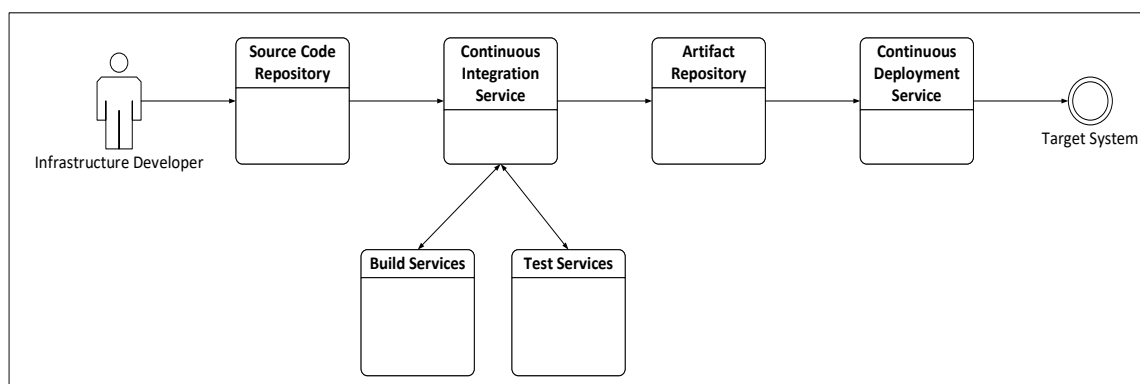 Source Code
Repository
Continuous
Integration
Service
Artifact
Repository
Continuous
Deployment
Service
Infrastructure Developer
Target System
Build Services
Test Services